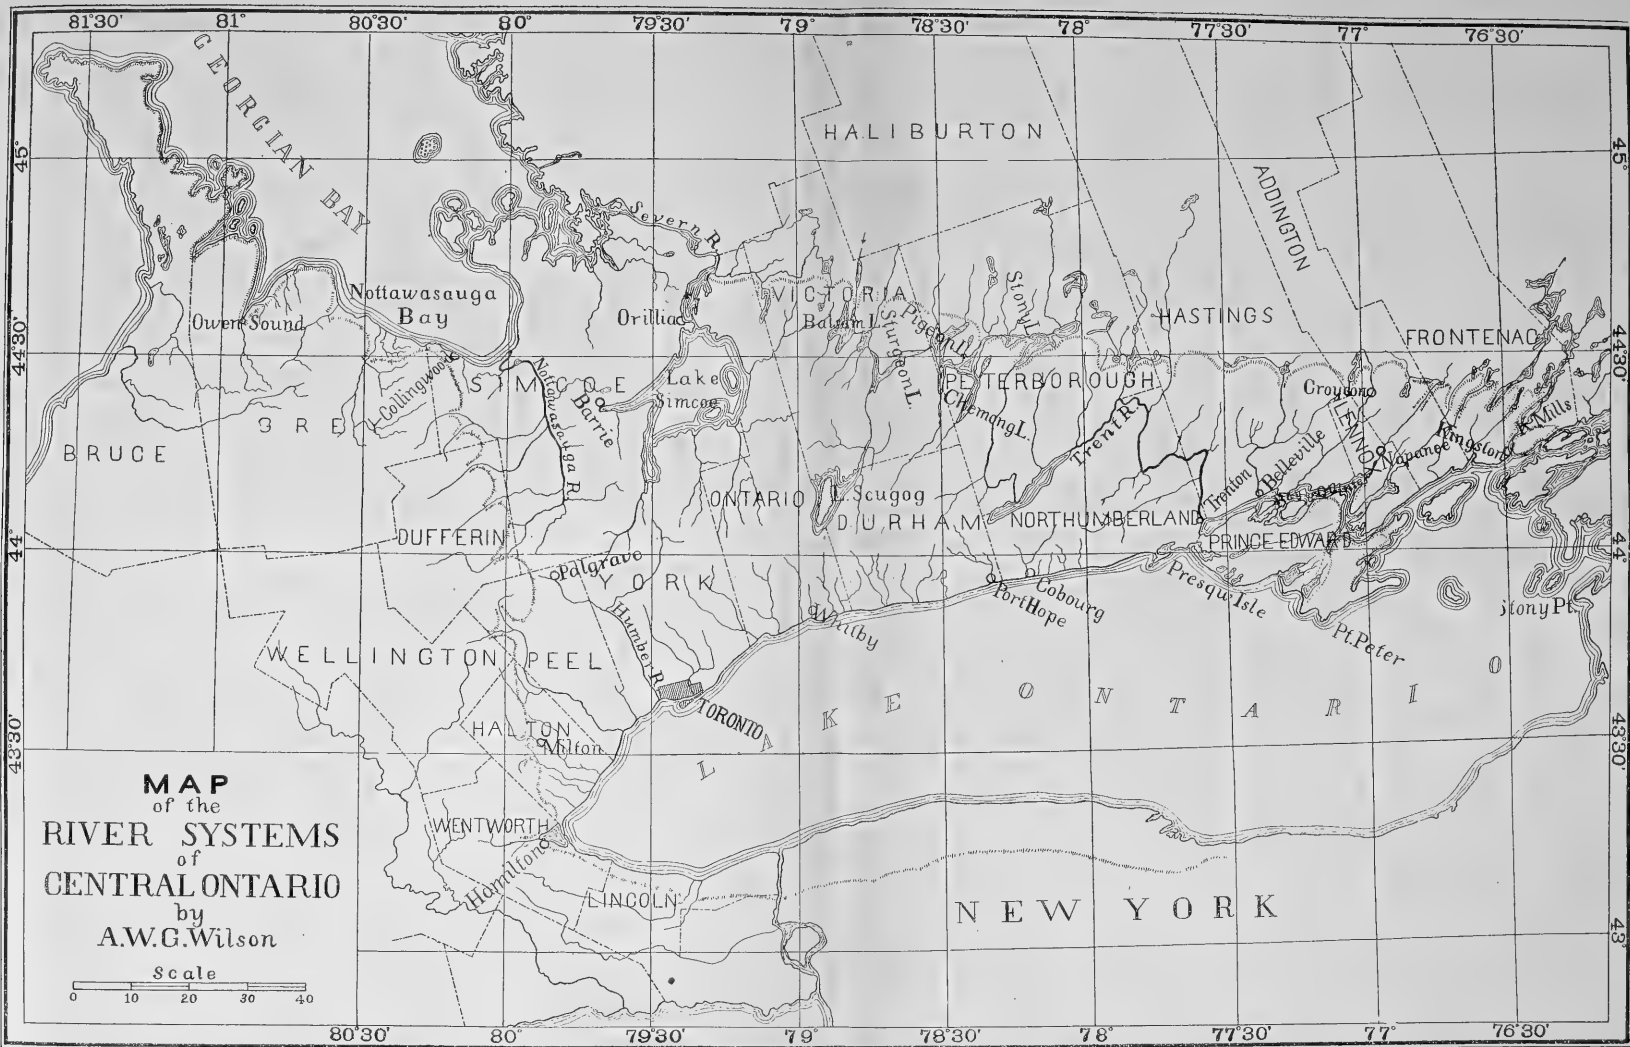 81°30' 81° 80°30' 80° 79°30' 79° 78°30' 78° 77°30' 77° 76°30'
GEORGIAN BAY
HALIBURTON
45°
45°
ADDINGTON
Severn R.
Nottawasauga
Bay
Owen Sound
Orillia
VICTORIA
Balsam L.
Sturgeon L.
Pigeon L.
Stony L.
HASTINGS
FRONTENAC
44°30'
44°30'
Collingwood
SIMCOE
Nottawasauga R.
Barrie
Lake
Simcoe
PETERBOROUGH
Chemong L.
Trent R.
Croydon
LENNOX
Napanee
Kingston
K. Mills
BRUCE
GREY
ONTARIO
L. Scugog
DURHAM
NORTHUMBERLAND
Trenton
Belleville
Bay of Quinte
DUFFERIN
PRINCE EDWARD
44°
44°
Palgrave
YORK
Humber R.
Whitby
Port Hope
Cobourg
Presqu' Isle
Pt. Peter
Stony Pt.
WELLINGTON
PEEL
TORONTO
LAKE ONTARIO
HALTON
Milton
43°30'
43°30'
MAP
of the
RIVER SYSTEMS
of
CENTRAL ONTARIO
by
A.W.G.Wilson
Scale
0 10 20 30 40
WENTWORTH
Hamilton
LINCOLN
NEW YORK
43°
80°30' 80° 79°30' 79° 78°30' 78° 77°30' 77° 76°30'